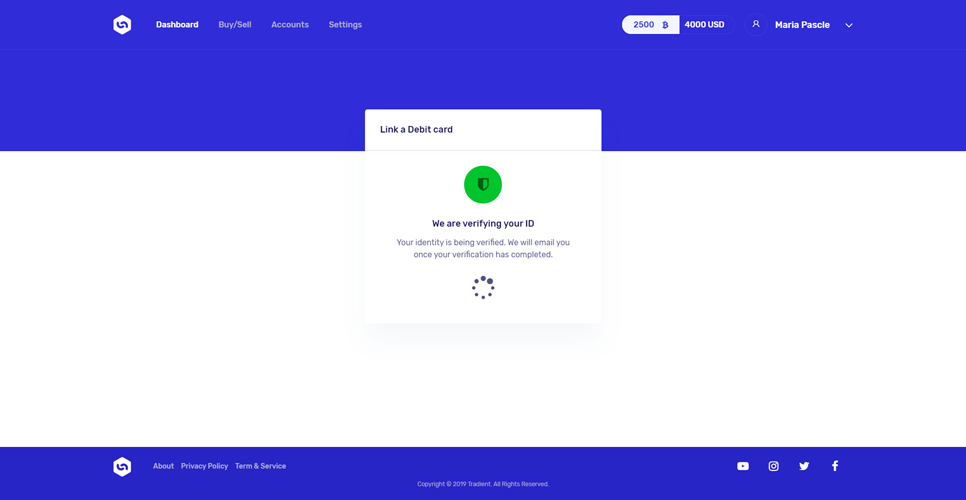 Dashboard Buy/Sell Accounts Settings 2500 4000 USD Maria Pascle
Link a Debit card
We are verifying your ID
Your identity is being verified. We will email you
once your verification has completed.
About Privacy Policy Term & Service
Copyright © 2019 Tradient. All Rights Reserved.